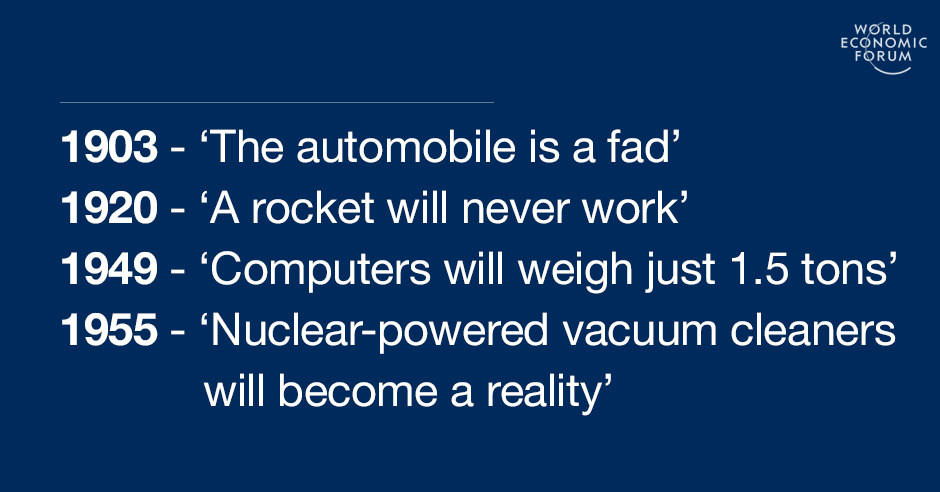 WORLD
ECONOMIC
FORUM
1903 - ‘The automobile is a fad’
1920 - ‘A rocket will never work’
1949 - ‘Computers will weigh just 1.5 tons’
1955 - ‘Nuclear-powered vacuum cleaners
will become a reality’